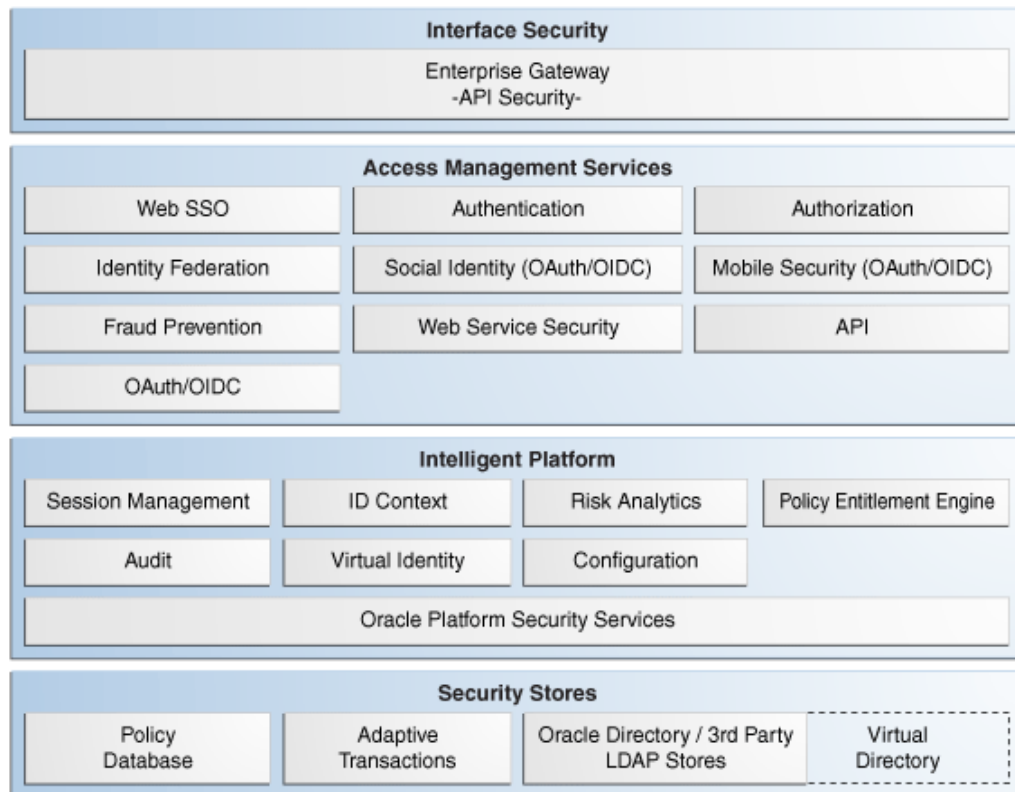 Interface Security
Enterprise Gateway
-API Security-
Access Management Services
Web SSO
Authentication
Authorization
Identity Federation
Social Identity (OAuth/OIDC)
Mobile Security (OAuth/OIDC)
Fraud Prevention
Web Service Security
API
OAuth/OIDC
Intelligent Platform
Session Management
ID Context
Risk Analytics
Policy Entitlement Engine
Audit
Virtual Identity
Configuration
Oracle Platform Security Services
Security Stores
Policy
Database
Adaptive
Transactions
Oracle Directory / 3rd Party
LDAP Stores
Virtual
Directory